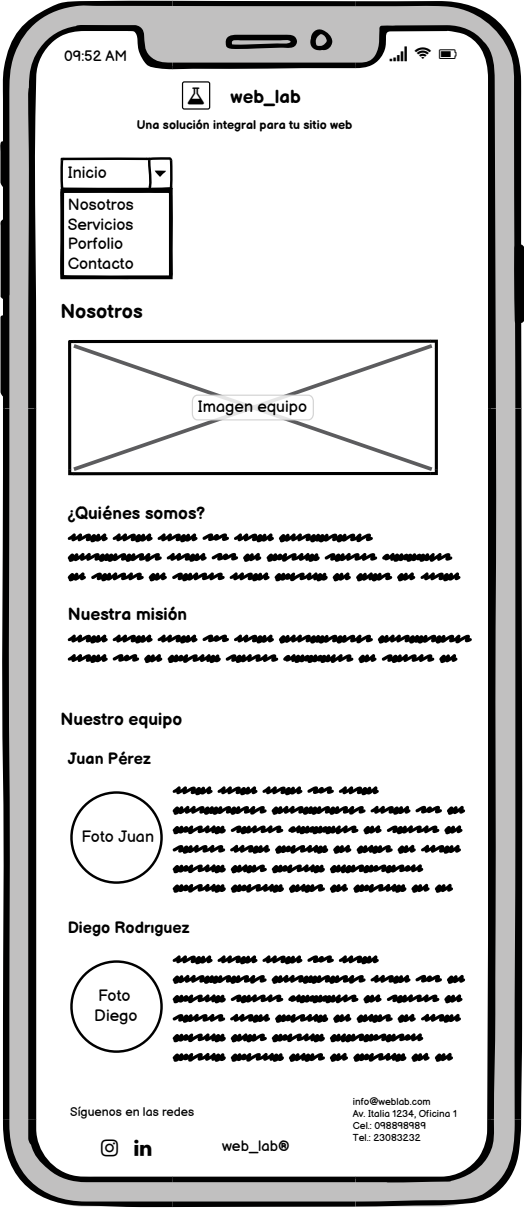 09:52 AM
web_lab
Una solución integral para tu sitio web
Inicio
Nosotros
Servicios
Porfolio
Contacto
Nosotros
Imagen equipo
¿Quiénes somos?
Nuestra misión
Nuestro equipo
Juan Pérez
Foto Juan
Diego Rodrıguez
Foto
Diego
info@weblab.com
Av. Italia 1234, Oficina 1
Cel.: 098898989
Tel.: 23083232
Síguenos en las redes
in
web_lab®